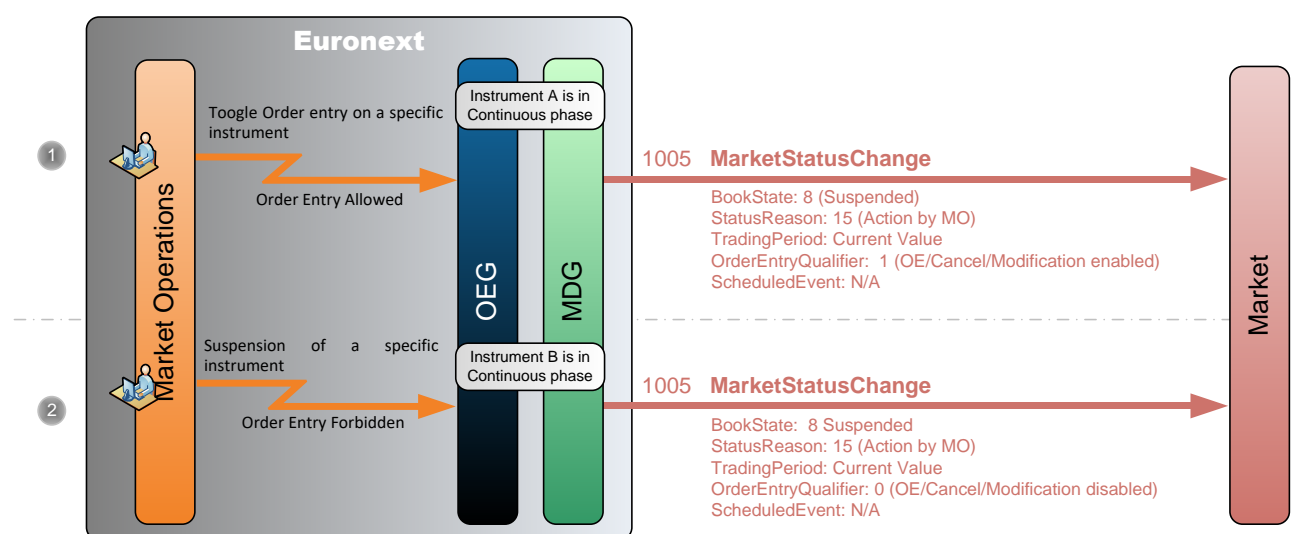 Euronext
Market Operations
OEG
MDG
Market
1
Toogle Order entry on a specific
instrument
Order Entry Allowed
Instrument A is in
Continuous phase
1005 MarketStatusChange
BookState: 8 (Suspended)
StatusReason: 15 (Action by MO)
TradingPeriod: Current Value
OrderEntryQualifier: 1 (OE/Cancel/Modification enabled)
ScheduledEvent: N/A
2
Suspension of a specific
instrument
Order Entry Forbidden
Instrument B is in
Continuous phase
1005 MarketStatusChange
BookState: 8 Suspended
StatusReason: 15 (Action by MO)
TradingPeriod: Current Value
OrderEntryQualifier: 0 (OE/Cancel/Modification disabled)
ScheduledEvent: N/A